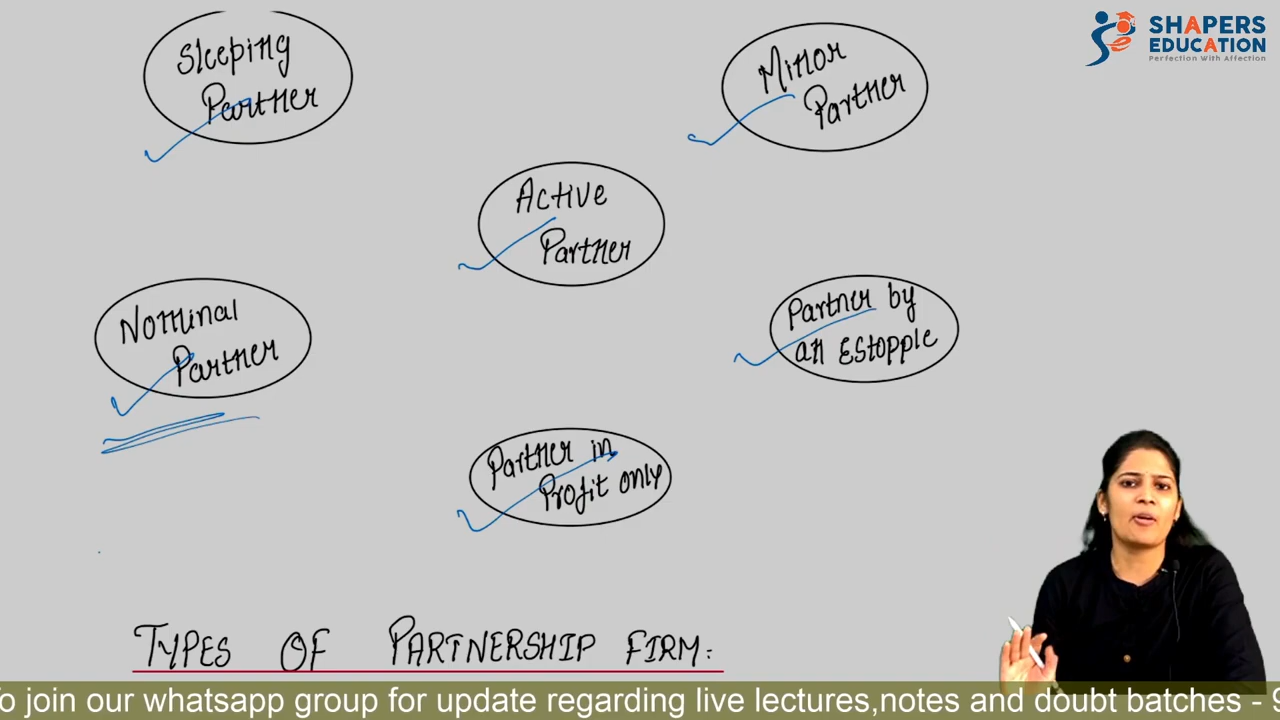 SHAPERS
EDUCATION
Perfection With Affection
Sleeping
Partner
Minor
Partner
Active
Partner
Nominal
Partner
Partner by
an Estopple
Partner in
Profit only
TYPES OF PARTNERSHIP FIRM:
o join our whatsapp group for update regarding live lectures,notes and doubt batches - 9